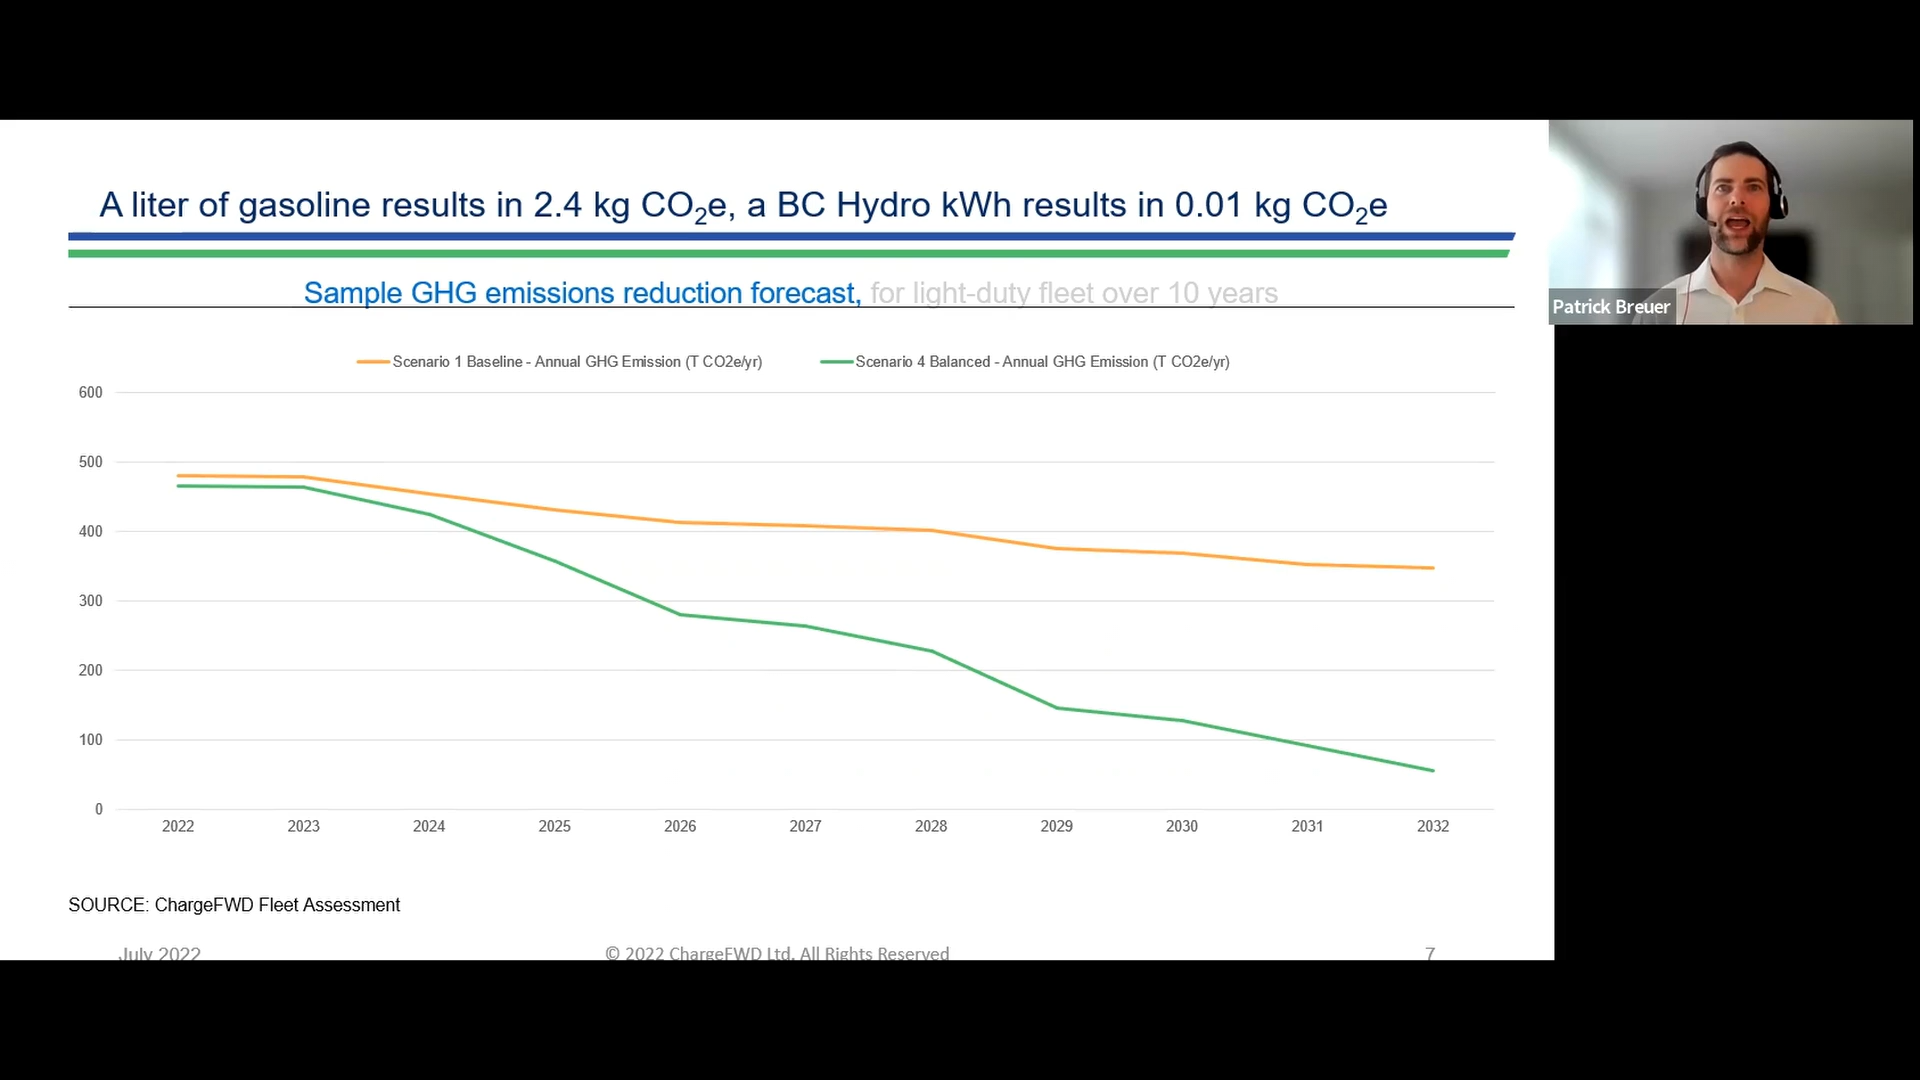 A liter of gasoline results in 2.4 kg CO2e, a BC Hydro kWh results in 0.01 kg CO2e
Patrick Breuer
Sample GHG emissions reduction forecast, for light-duty fleet over 10 years
Scenario 1 Baseline - Annual GHG Emission (T CO2e/yr)
Scenario 4 Balanced - Annual GHG Emission (T CO2e/yr)
600
500
400
300
200
100
0
2022 2023 2024 2025 2026 2027 2028 2029 2030 2031 2032
SOURCE: ChargeFWD Fleet Assessment
July 2022
© 2022 ChargeFWD Ltd. All Rights Reserved
7